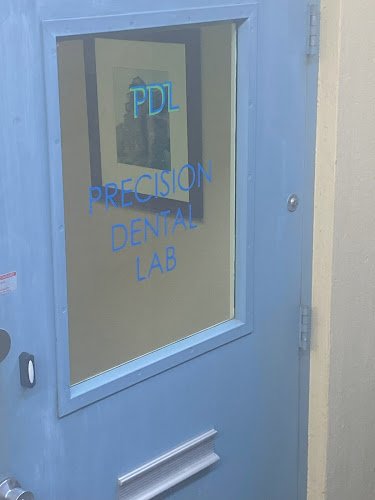 PDL
PRECISION
DENTAL
LAB